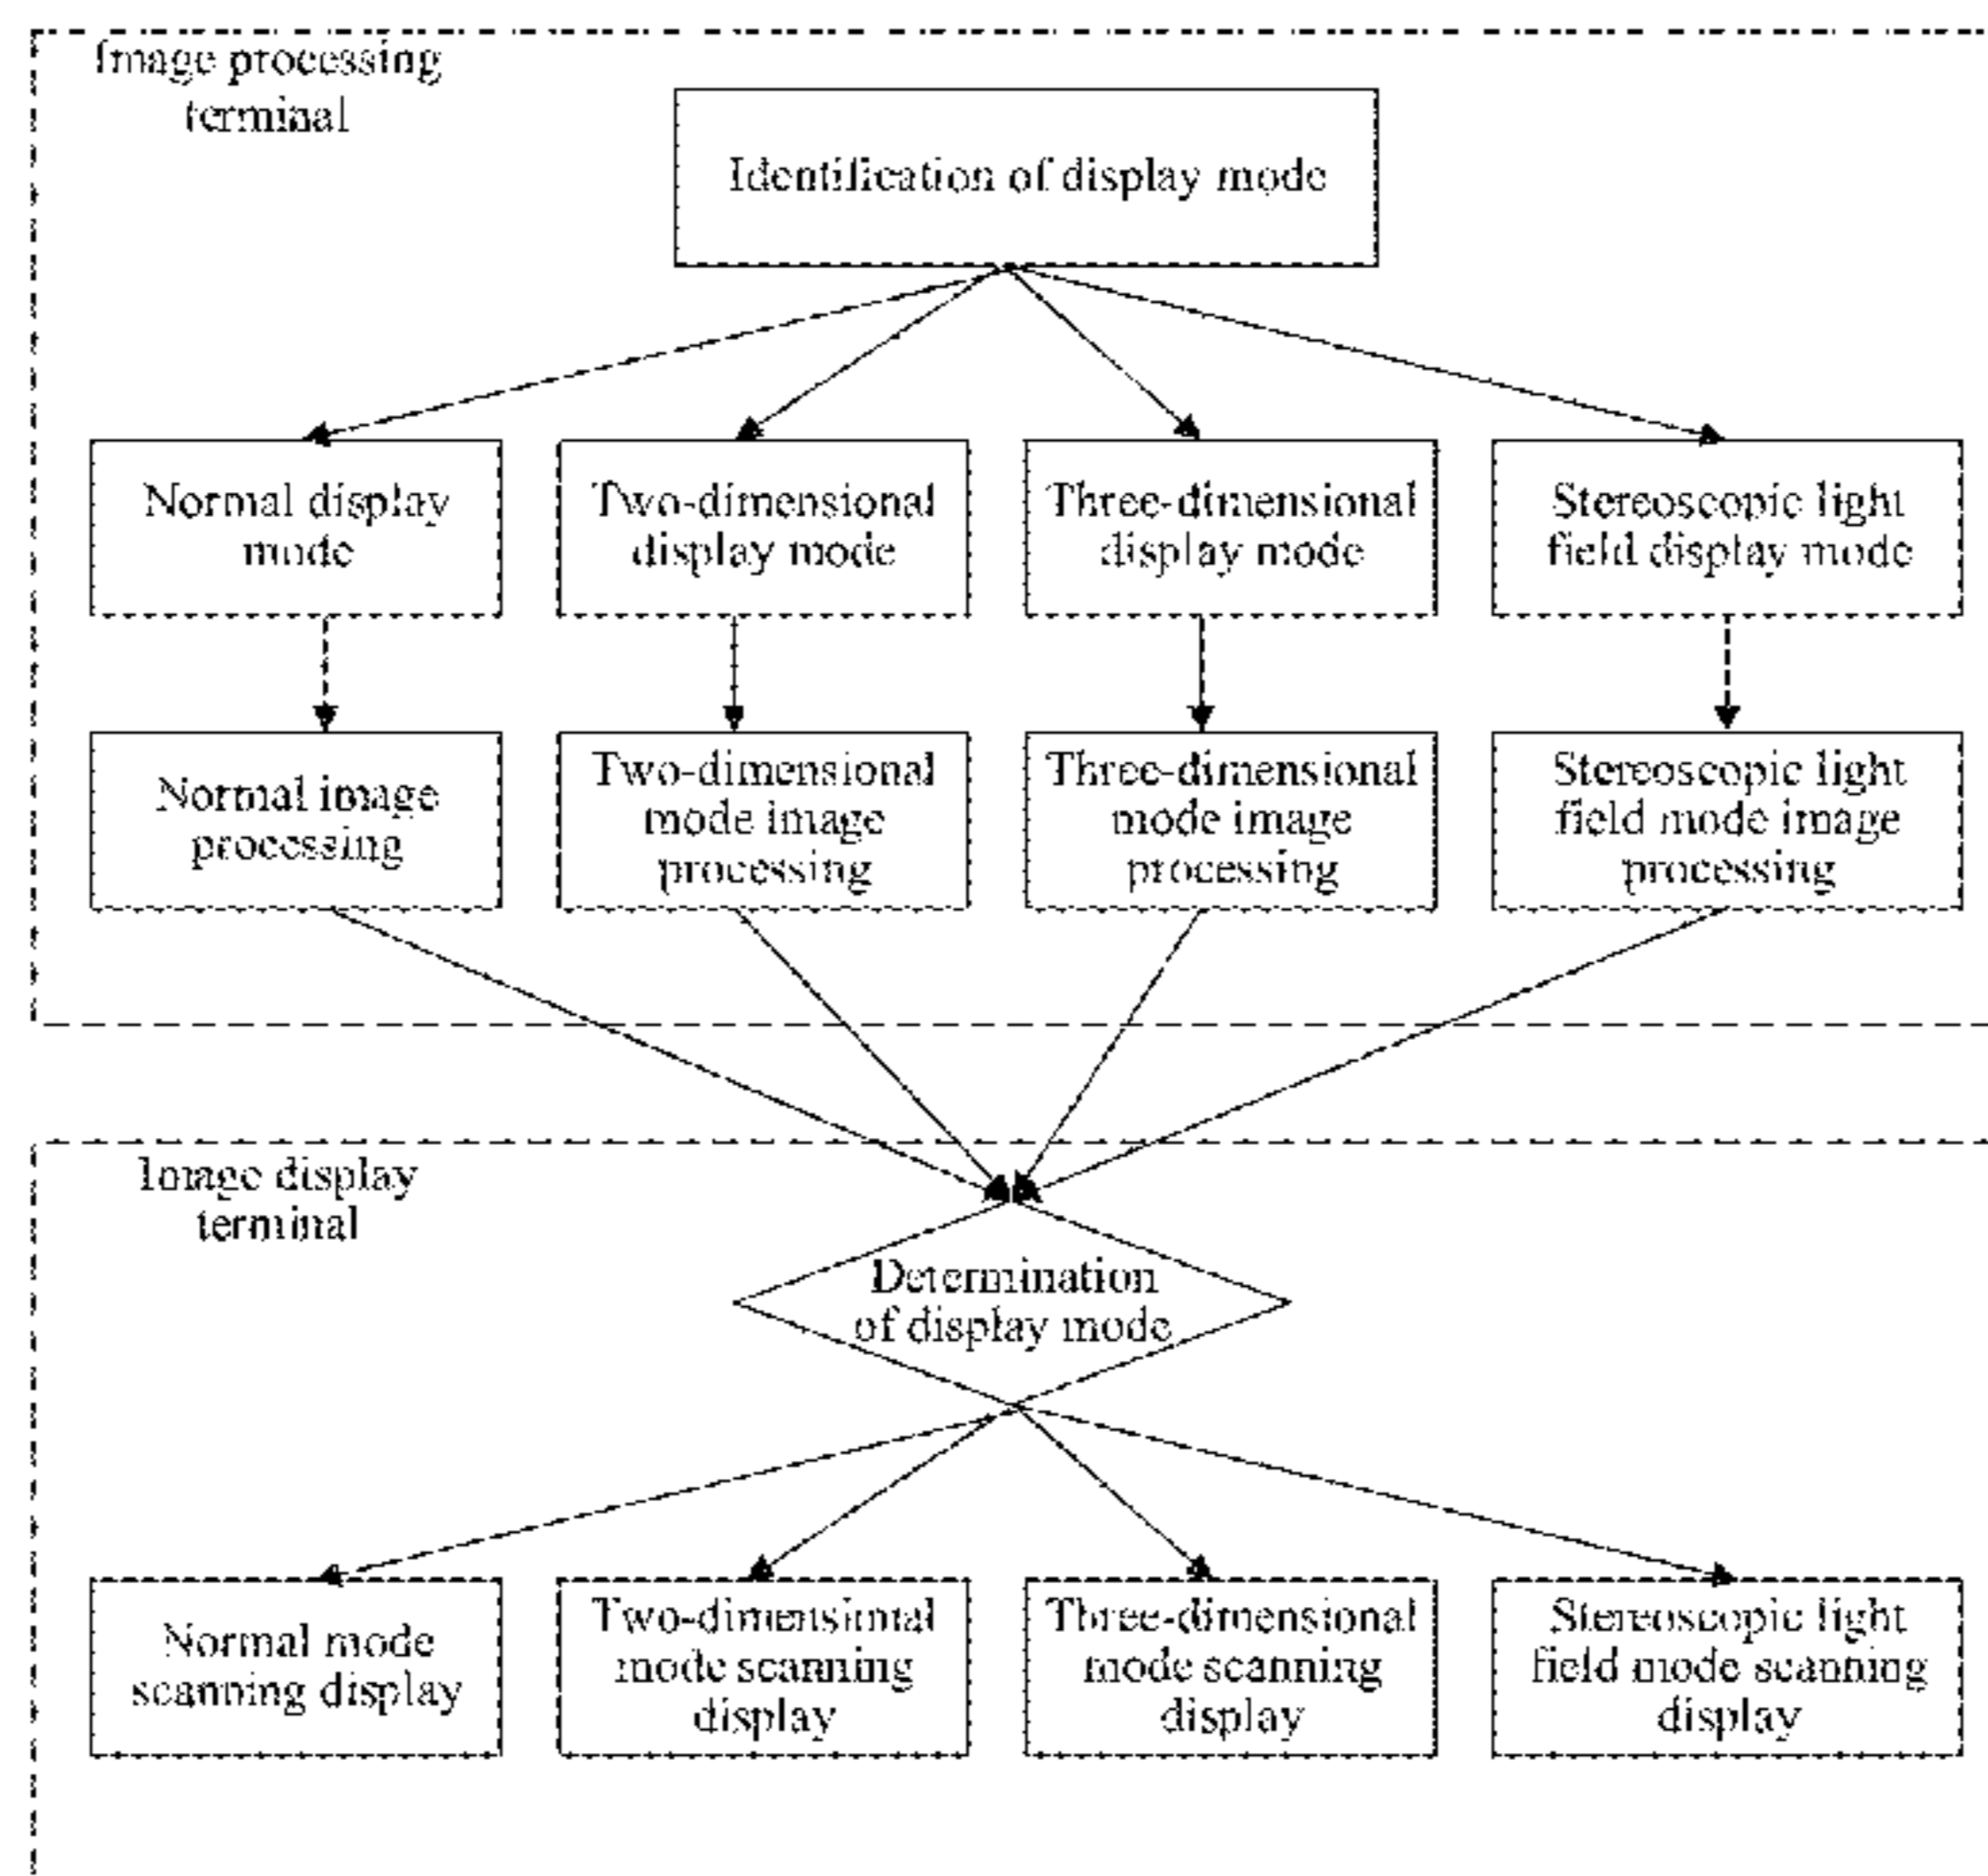 Image processing
terminal
Identification of display mode
Normal display
mode
Two-dimensional
display mode
Three-dimensional
display mode
Stereoscopic light
field display mode
Normal image
processing
Two-dimensional
mode image
processing
Three-dimensional
mode image
processing
Stereoscopic light
field mode image
processing
Image display
terminal
Determination
of display mode
Normal mode
scanning display
Two-dimensional
mode scanning
display
Three-dimensional
mode scanning
display
Stereoscopic light
field mode scanning
display